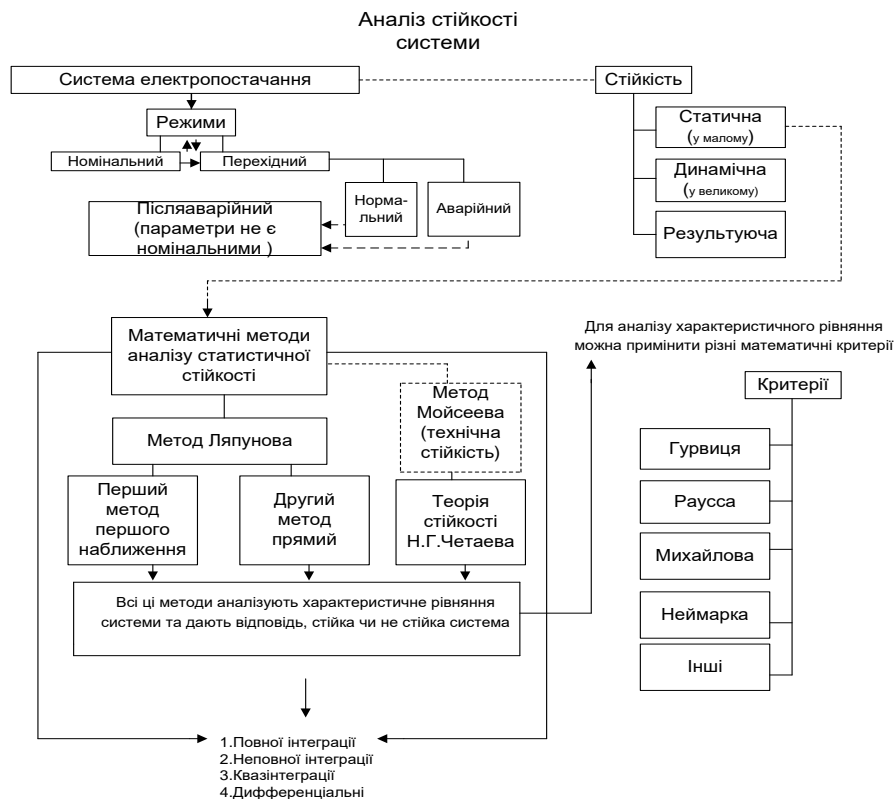 Аналіз стійкості
системи
Система електропостачання
Стійкість
Режими
Номінальний
Перехідний
Статична
(у малому)
Динамічна
(у великому)
Результуюча
Норма-
льний
Аварійний
Післяаварійний
(параметри не є
номінальними )
Математичні методи
аналізу статистичної
стійкості
Для аналізу характеристичного рівняння
можна примінити різні математичні критерії
Метод
Мойсеева
(технічна
стійкість)
Критерії
Метод Ляпунова
Гурвиця
Перший
метод
першого
наближення
Другий
метод
прямий
Теорія
стійкості
Н.Г.Четаева
Раусса
Михайлова
Всі ці методи аналізують характеристичне рівняння
системи та дають відповідь, стійка чи не стійка система
Неймарка
Інші
1.Повної інтеграції
2.Неповної інтеграції
3.Квазінтеграції
4.Дифференціальні